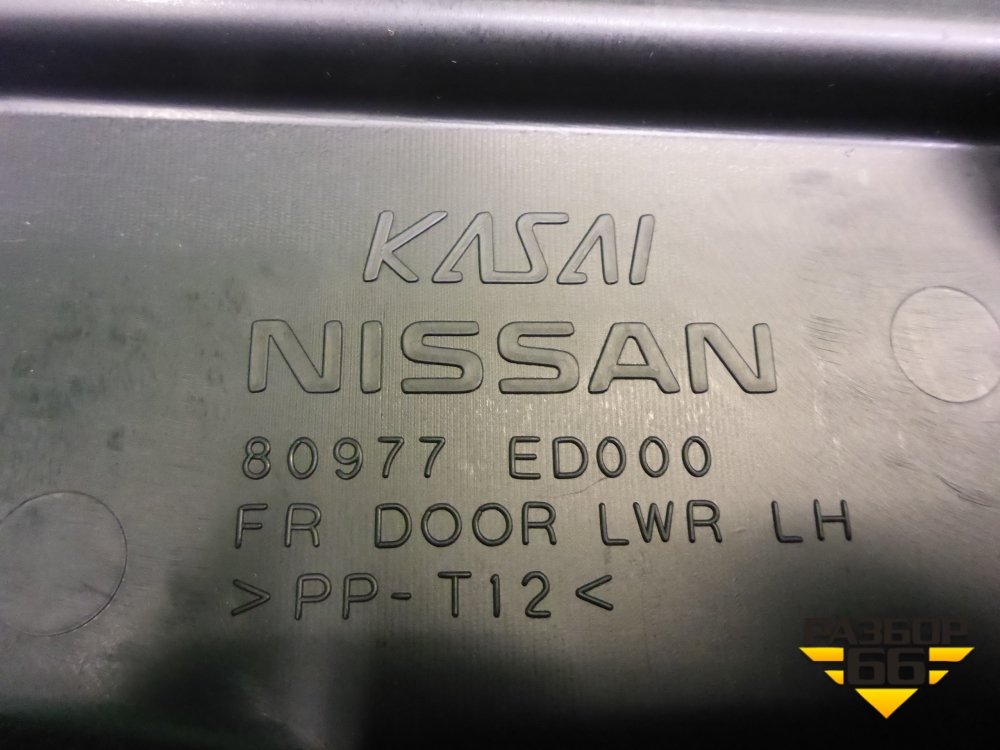 KASAI
NISSAN
80977 ED000
FR DOOR LWR LH
>PP-T12<
РАЗБОР
66